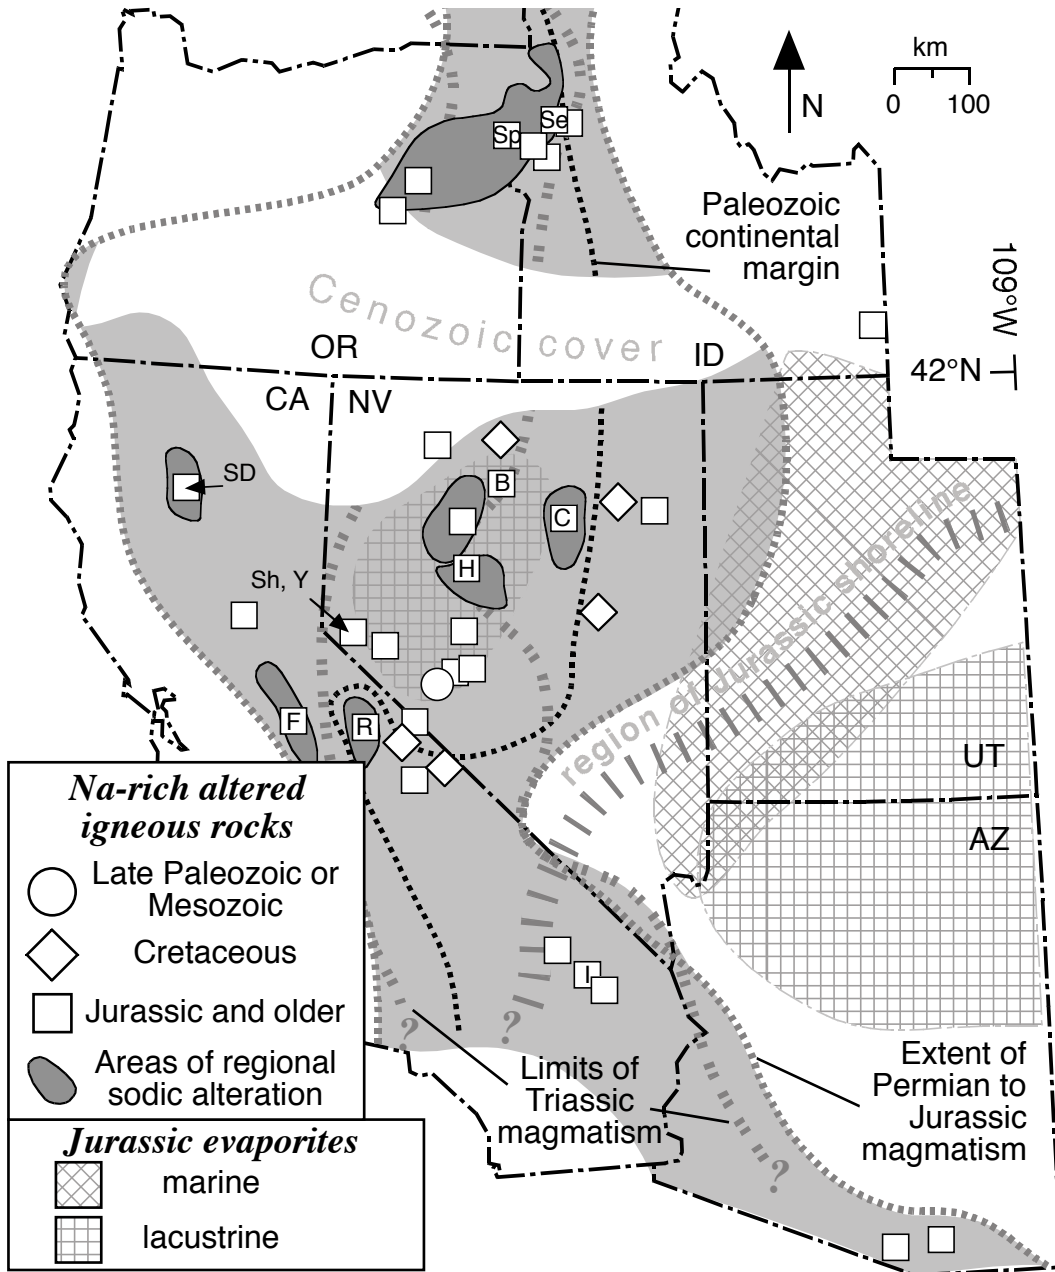 km
0 100
N
Se
Sp
Paleozoic
continental
margin
109°W
Cenozoic cover
OR
ID
42°N
CA
NV
SD
B
C
H
Sh, Y
region of Jurassic shoreline
F
R
UT
AZ
I
?
?
?
Limits of
Triassic
magmatism
Extent of
Permian to
Jurassic
magmatism
Na-rich altered
igneous rocks
Late Paleozoic or
Mesozoic
Cretaceous
Jurassic and older
Areas of regional
sodic alteration
Jurassic evaporites
marine
lacustrine